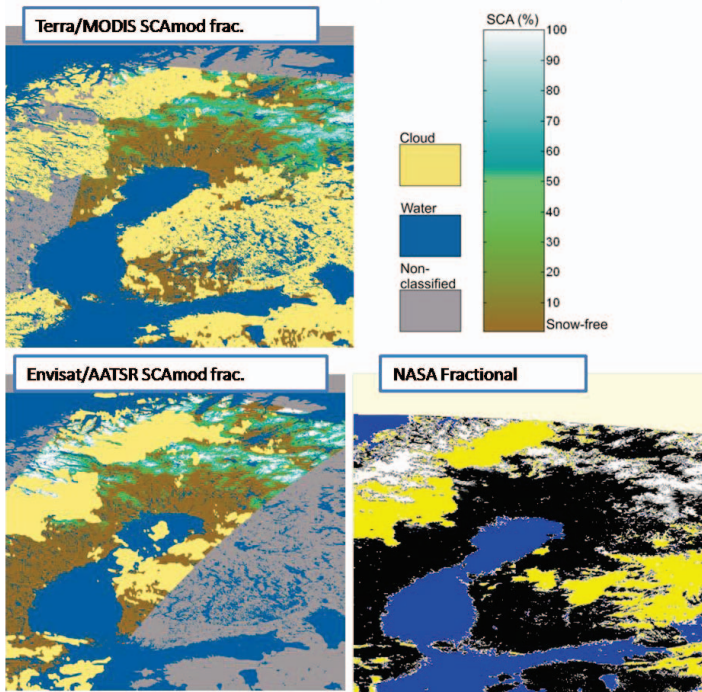 Terra/MODIS SCAmod frac.
SCA (%)
100
90
80
70
60
50
40
30
20
10
Snow-free
Cloud
Water
Non-
classified
Envisat/AATSR SCAmod frac.
NASA Fractional